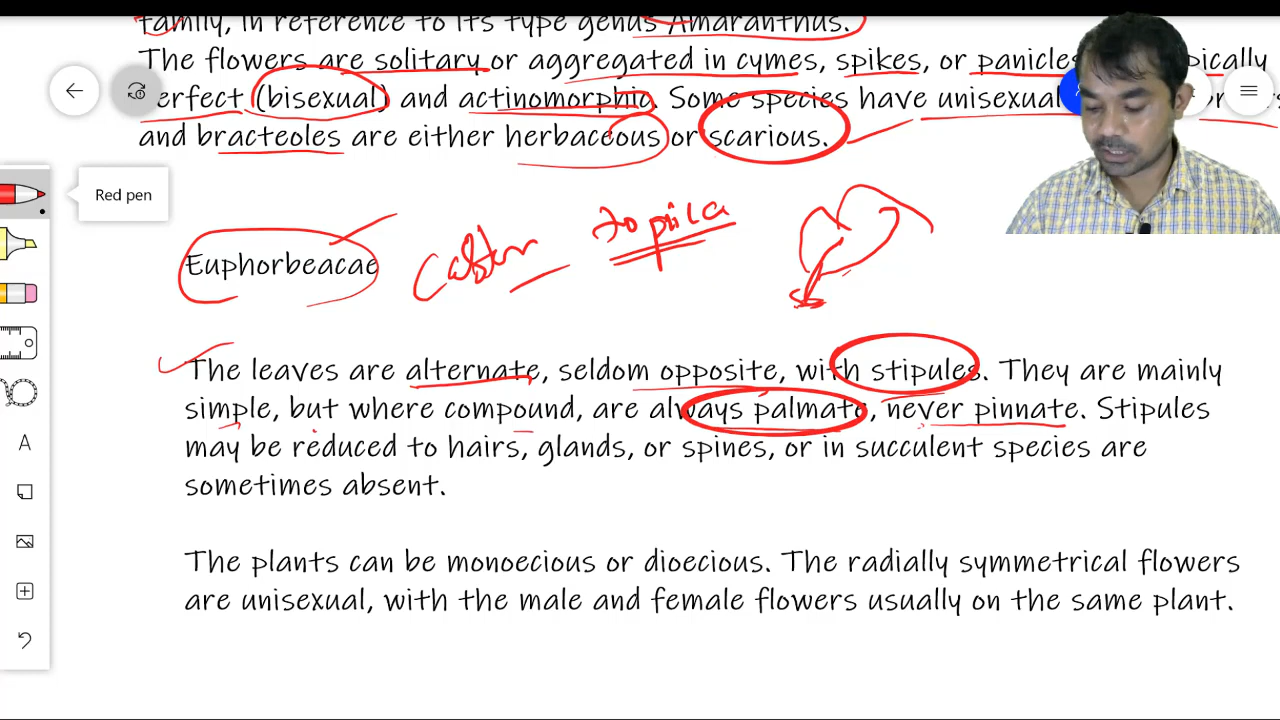 family, in reference to its type genus Amaranthus.
The flowers are solitary or aggregated in cymes, spikes, or panicles pically
erfect (bisexual) and actinomorphic. Some species have unisexual
and bracteoles are either herbaceous or scarious.
Red pen
Euphorbeacae
Castor
topiica
The leaves are alternate, seldom opposite, with stipules. They are mainly
simple, but where compound, are always palmate, never pinnate. Stipules
may be reduced to hairs, glands, or spines, or in succulent species are
sometimes absent.
The plants can be monoecious or dioecious. The radially symmetrical flowers
are unisexual, with the male and female flowers usually on the same plant.
A